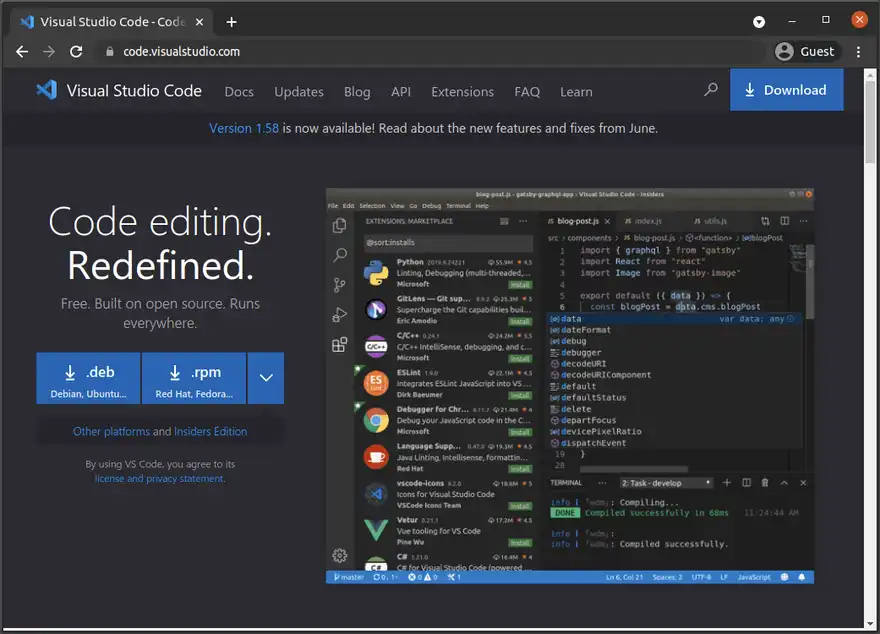 Visual Studio Code - Code
code.visualstudio.com
Guest
Visual Studio Code Docs Updates Blog API Extensions FAQ Learn Download
Version 1.58 is now available! Read about the new features and fixes from June.
Code editing.
Redefined.
Free. Built on open source. Runs
everywhere.
.deb
Debian, Ubuntu...
.rpm
Red Hat, Fedora...
Other platforms and Insiders Edition
By using VS Code, you agree to its
license and privacy statement.
blog-post.js - gatsby-graphql-app - Visual Studio Code - Insiders
File Edit Selection View Go Debug Terminal Help
EXTENSIONS: MARKETPLACE
@sort:installs
Python 2019.6.24221 55.9M 4.5
Linting, Debugging (multi-threaded,...
Microsoft Install
GitLens — Git sup... 9.9.2 25.3M 5
Supercharge the Git capabilities buil...
Eric Amodio Install
C/C++ 0.24.1 24.2M 3.5
C/C++ IntelliSense, debugging, and c...
Microsoft Install
ESLint 1.9.0 22.1M 4.5
Integrates ESLint JavaScript into VS ...
Dirk Baeumer Install
Debugger for Chr... 4.11.7 21.4M 4
Debug your JavaScript code in the C...
Microsoft Install
Language Supp... 0.47.0 19.3M 4.5
Java Linting, Intellisense, formattin...
Red Hat Install
vscode-icons 9.2.0 18.6M 5
Icons for Visual Studio Code
VSCode Icons Team Install
Vetur 0.21.1 17.2M 4.5
Vue tooling for VS Code
Pine Wu Install
C# 1.21.0 16.4M 4
C# for Visual Studio Code (powered ...
blog-post.js index.js utils.js
src › components › blog-post.js › <function> › blogPost
1 import { graphql } from "gatsby"
2 import React from "react"
3 import Image from "gatsby-image"
4
5 export default ({ data }) => {
6 const blogPost = data.cms.blogPost
data var data: any
dateFormat
debug
debugger
decodeURI
decodeURIComponent
default
defaultStatus
delete
departFocus
devicePixelRatio
dispatchEvent
19 }
20
TERMINAL 2: Task - develop
info ｢wdm｣: Compiling...
DONE Compiled successfully in 68ms 11:24:44 AM
info ｢wdm｣:
info ｢wdm｣: Compiled successfully.
master 0↓ 1↑ 0 0 1 Ln 6, Col 21 Spaces: 2 UTF-8 LF JavaScript